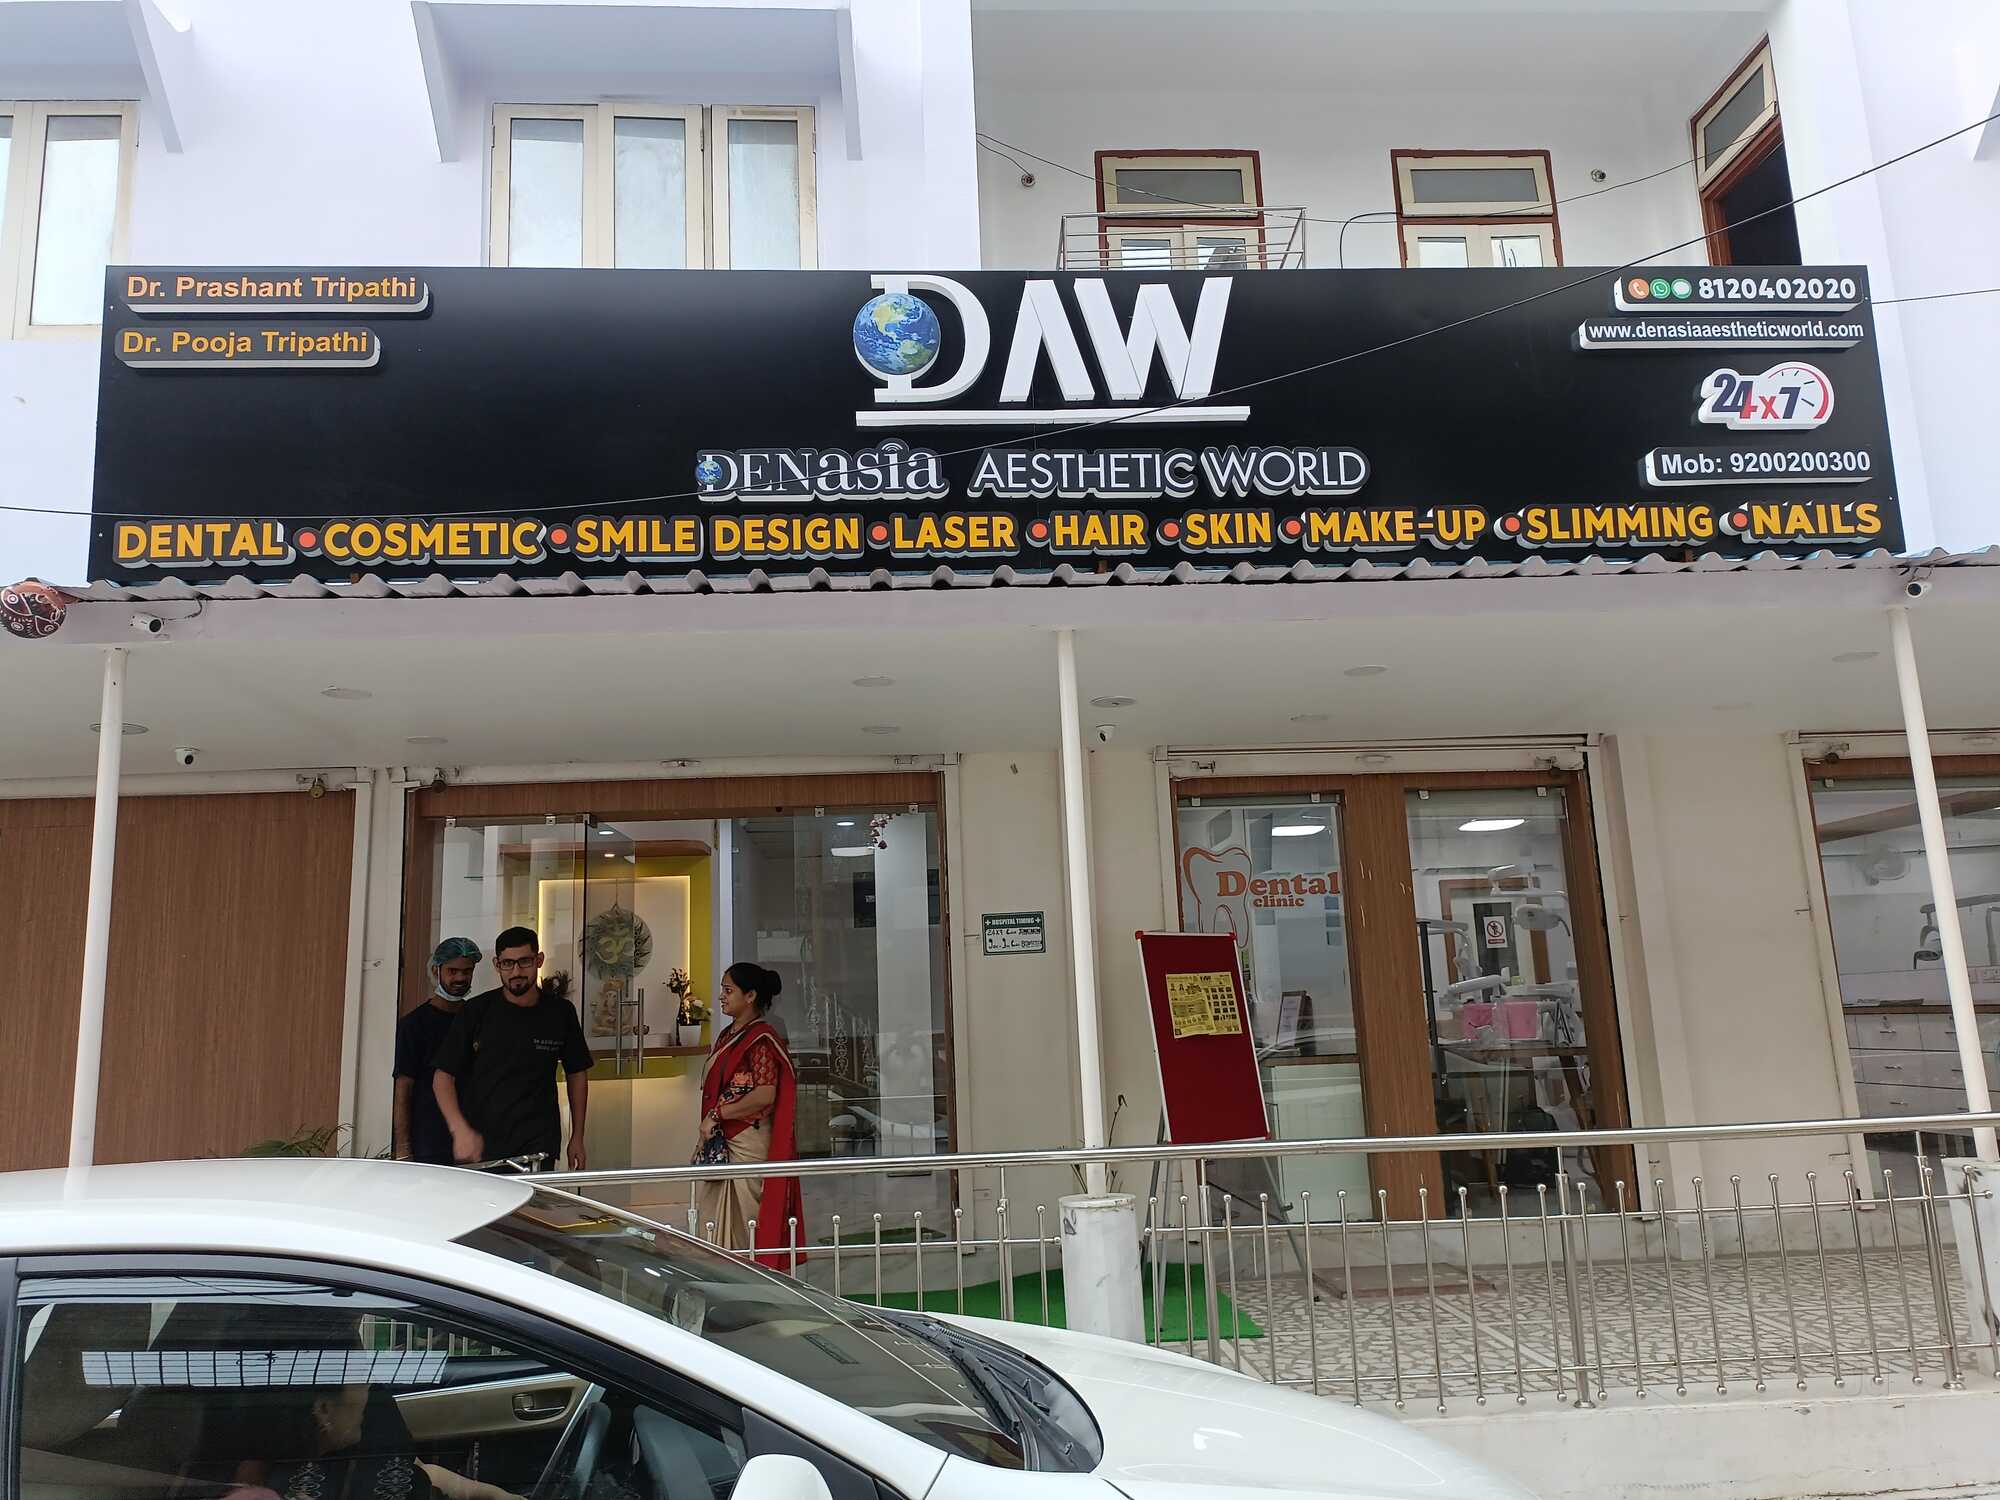 Dr. Prashant Tripathi
Dr. Pooja Tripathi
DAW
DENasia AESTHETIC WORLD
8120402020
www.denasiaaestheticworld.com
24x7
Mob: 9200200300
DENTAL • COSMETIC • SMILE DESIGN • LASER • HAIR • SKIN • MAKE-UP • SLIMMING • NAILS
Dental
clinic
HOSPITAL TIMING
ॐ